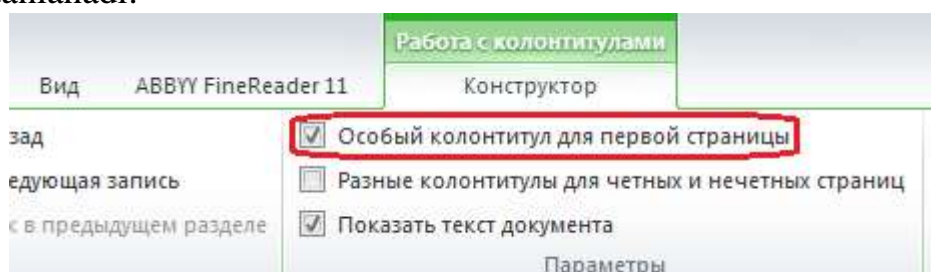 Работа с колонтитулами
Вид ABBYY FineReader 11 Конструктор
зад Особый колонтитул для первой страницы
едующая запись Разные колонтитулы для четных и нечетных страниц
с в предыдущем разделе Показать текст документа
Параметры